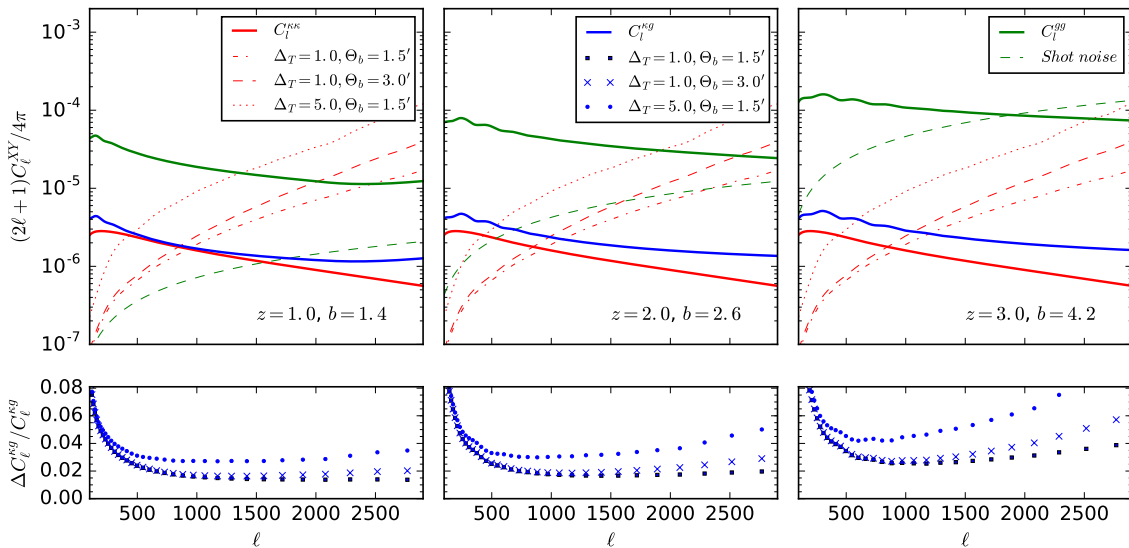 10⁻³
10⁻⁴
10⁻⁵
10⁻⁶
10⁻⁷
(2ℓ+1)C_ℓ^{XY}/4π
C_l^{κκ}
Δ_T=1.0, Θ_b=1.5′
Δ_T=1.0, Θ_b=3.0′
Δ_T=5.0, Θ_b=1.5′
z=1.0, b=1.4
C_l^{κg}
Δ_T=1.0, Θ_b=1.5′
Δ_T=1.0, Θ_b=3.0′
Δ_T=5.0, Θ_b=1.5′
z=2.0, b=2.6
C_l^{gg}
Shot noise
z=3.0, b=4.2
0.08
0.06
0.04
0.02
0.00
ΔC_ℓ^{κg}/C_ℓ^{κg}
500 1000 1500 2000 2500
ℓ
500 1000 1500 2000 2500
ℓ
500 1000 1500 2000 2500
ℓ